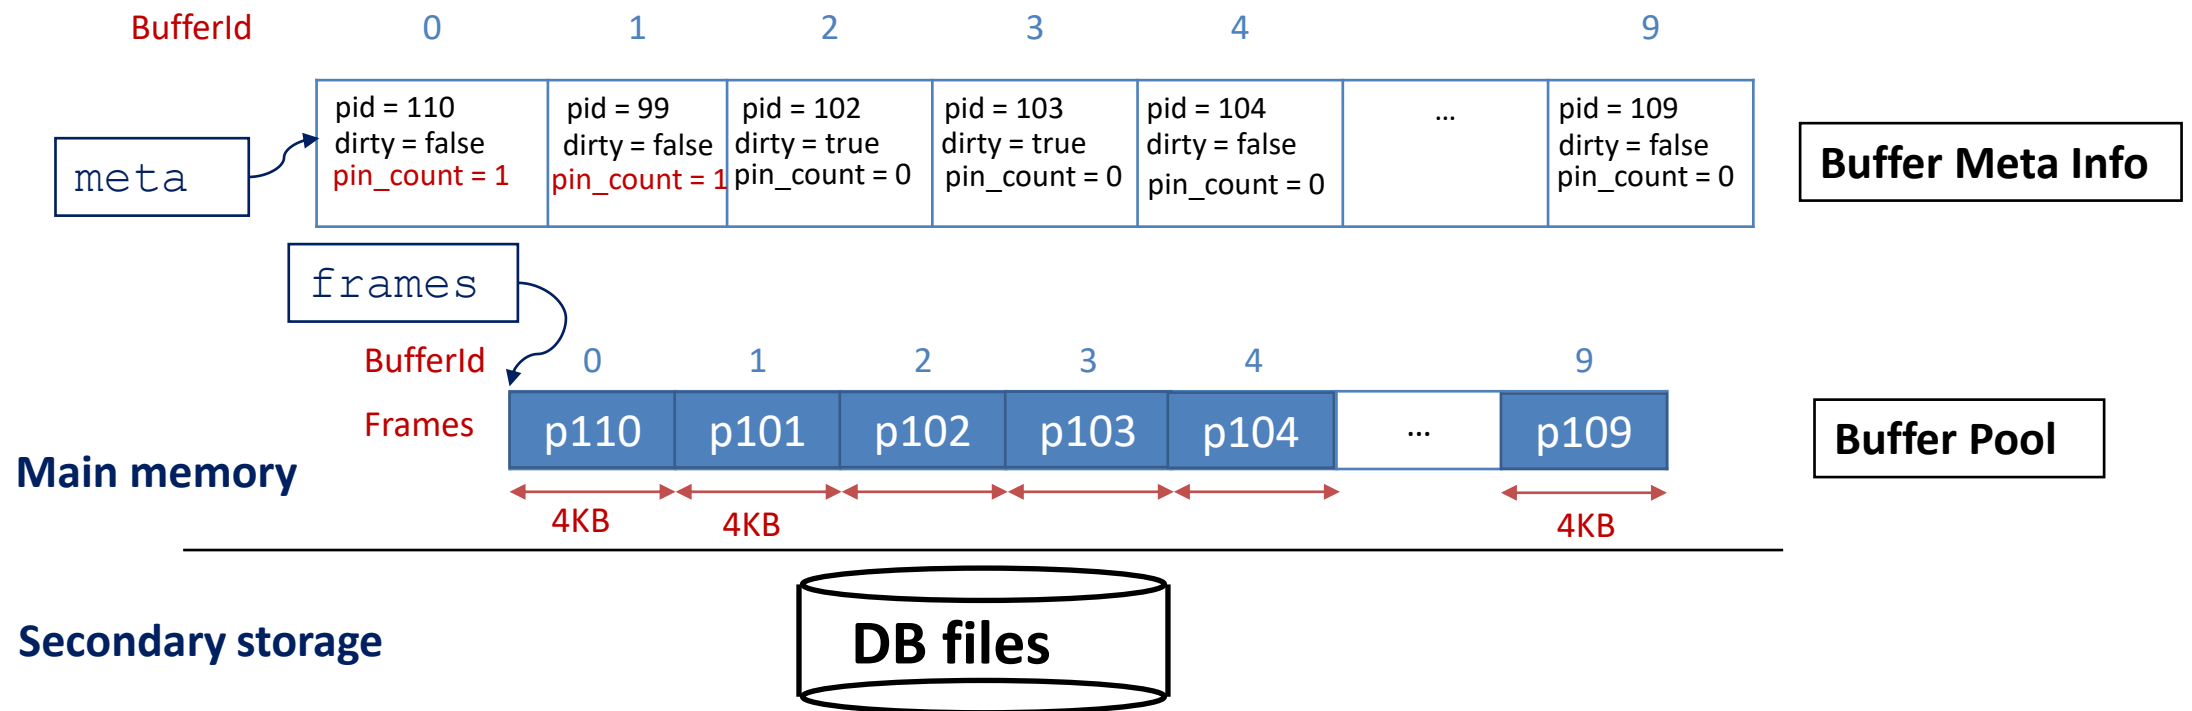 BufferId 0 1 2 3 4 9
pid = 110
dirty = false
pin_count = 1
pid = 99
dirty = false
pin_count = 1
pid = 102
dirty = true
pin_count = 0
pid = 103
dirty = true
pin_count = 0
pid = 104
dirty = false
pin_count = 0
...
pid = 109
dirty = false
pin_count = 0
meta
Buffer Meta Info
frames
BufferId 0 1 2 3 4 9
Frames p110 p101 p102 p103 p104 ... p109
Buffer Pool
Main memory
4KB 4KB 4KB
Secondary storage
DB files